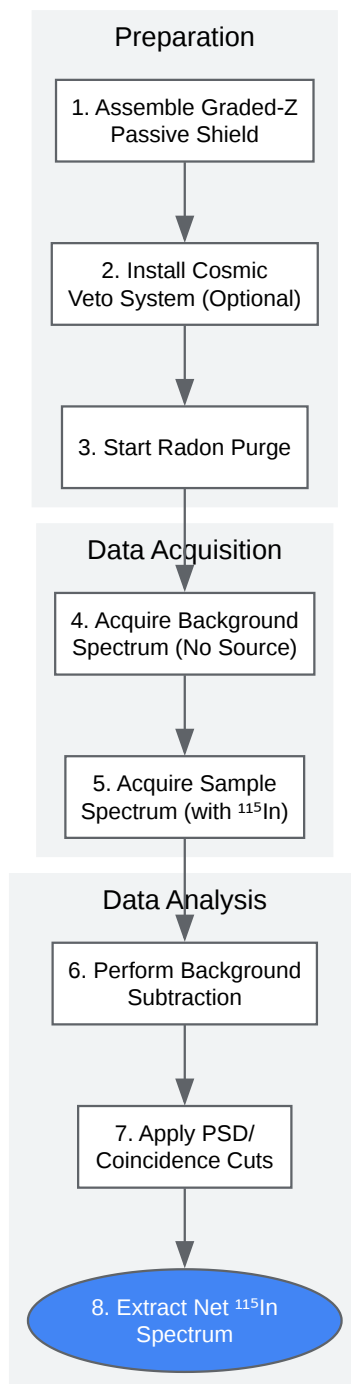 Preparation
1. Assemble Graded-Z
Passive Shield
2. Install Cosmic
Veto System (Optional)
3. Start Radon Purge
Data Acquisition
4. Acquire Background
Spectrum (No Source)
5. Acquire Sample
Spectrum (with ¹¹⁵In)
Data Analysis
6. Perform Background
Subtraction
7. Apply PSD/
Coincidence Cuts
8. Extract Net ¹¹⁵In
Spectrum